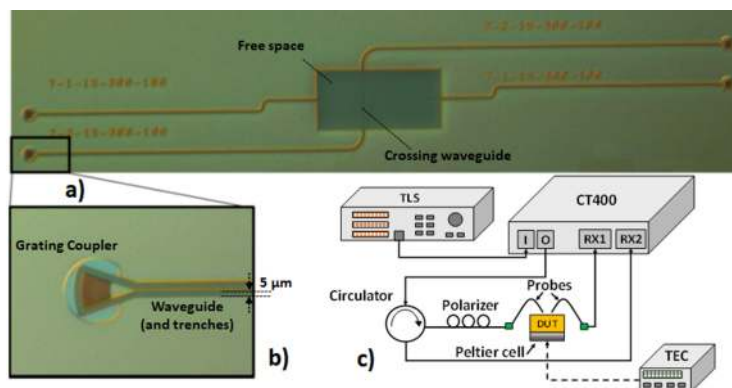 Free space
Crossing waveguide
a)
Grating Coupler
5 µm
Waveguide
(and trenches)
b)
TLS
CT400
I O RX1 RX2
Circulator
Polarizer
Probes
DUT
Peltier cell
c)
TEC